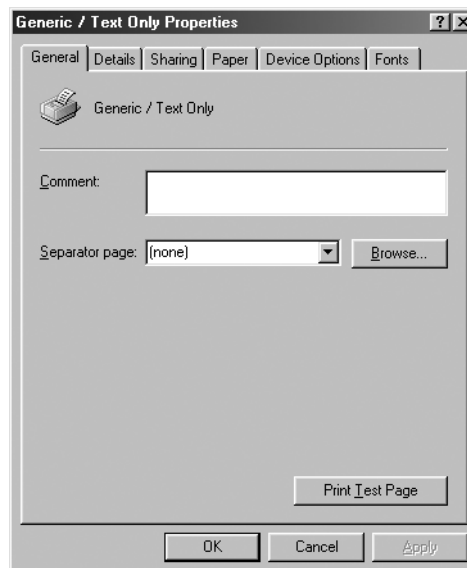 Generic / Text Only Properties
General Details Sharing Paper Device Options Fonts
Generic / Text Only
Comment:
Separator page: (none) Browse...
Print Test Page
OK Cancel Apply